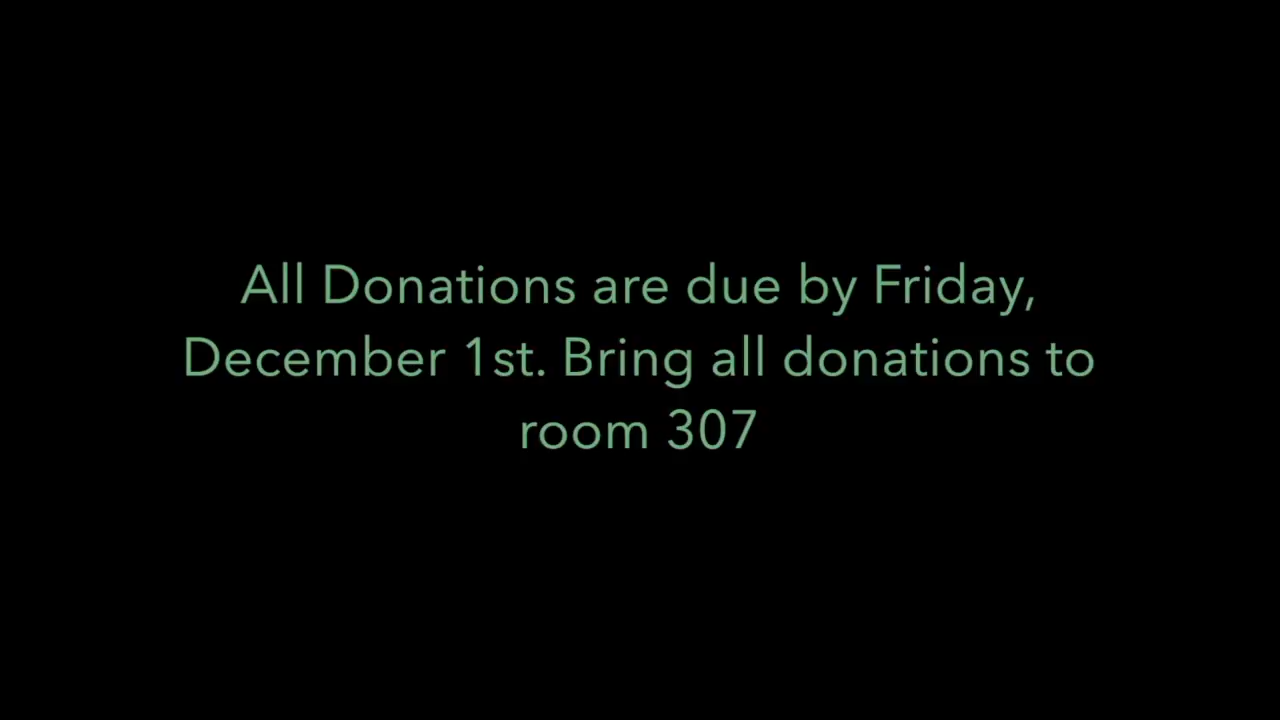 All Donations are due by Friday,
December 1st. Bring all donations to
room 307